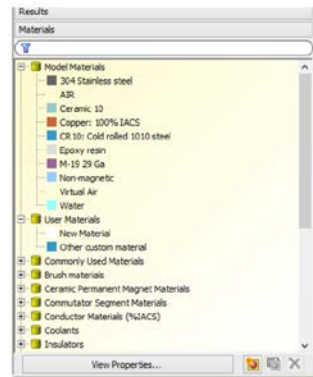 Results
Materials
Model Materials
304 Stainless steel
AIR
Ceramic 10
Copper: 100% IACS
CR10: Cold rolled 1010 steel
Epoxy resin
M-19 29 Ga
Non-magnetic
Virtual Air
Water
User Materials
New Material
Other custom material
Commonly Used Materials
Brush materials
Ceramic Permanent Magnet Materials
Commutator Segment Materials
Conductor Materials (%IACS)
Coolants
Insulators
View Properties...